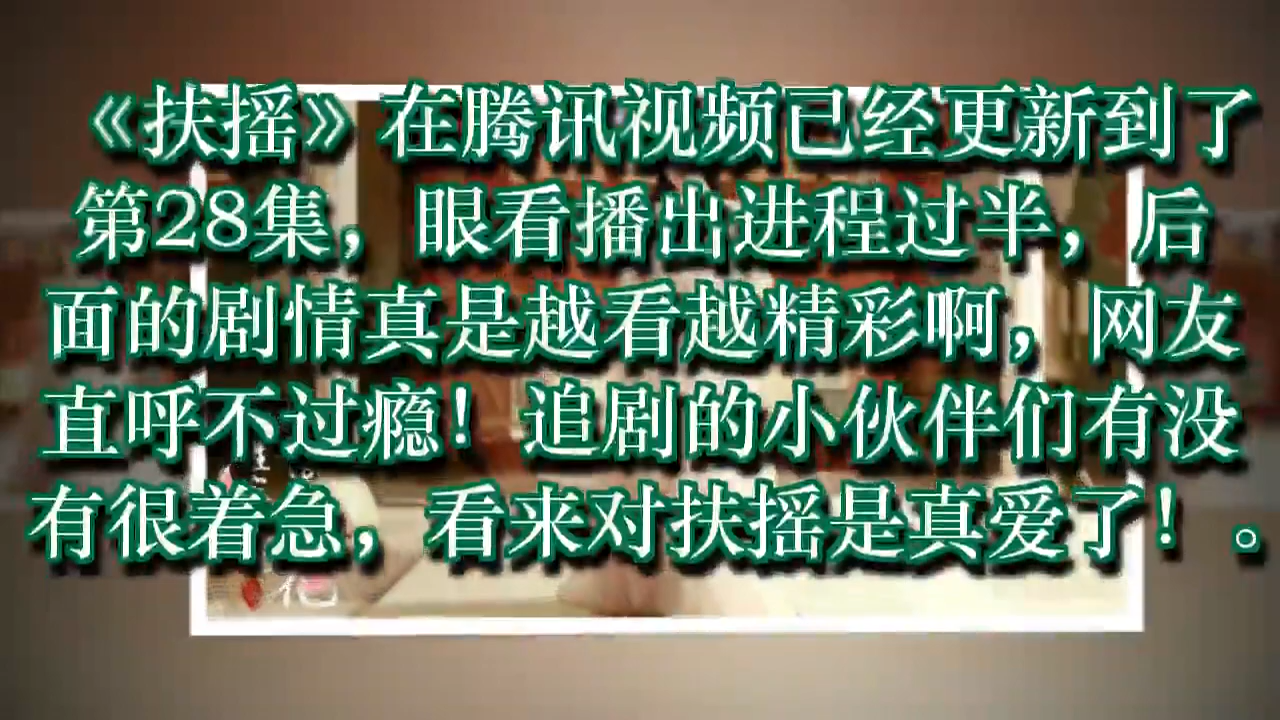 《扶摇》在腾讯视频已经更新到了
第28集，眼看播出进程过半，后
面的剧情真是越看越精彩啊，网友
直呼不过瘾！追剧的小伙伴们有没
有很着急，看来对扶摇是真爱了！。